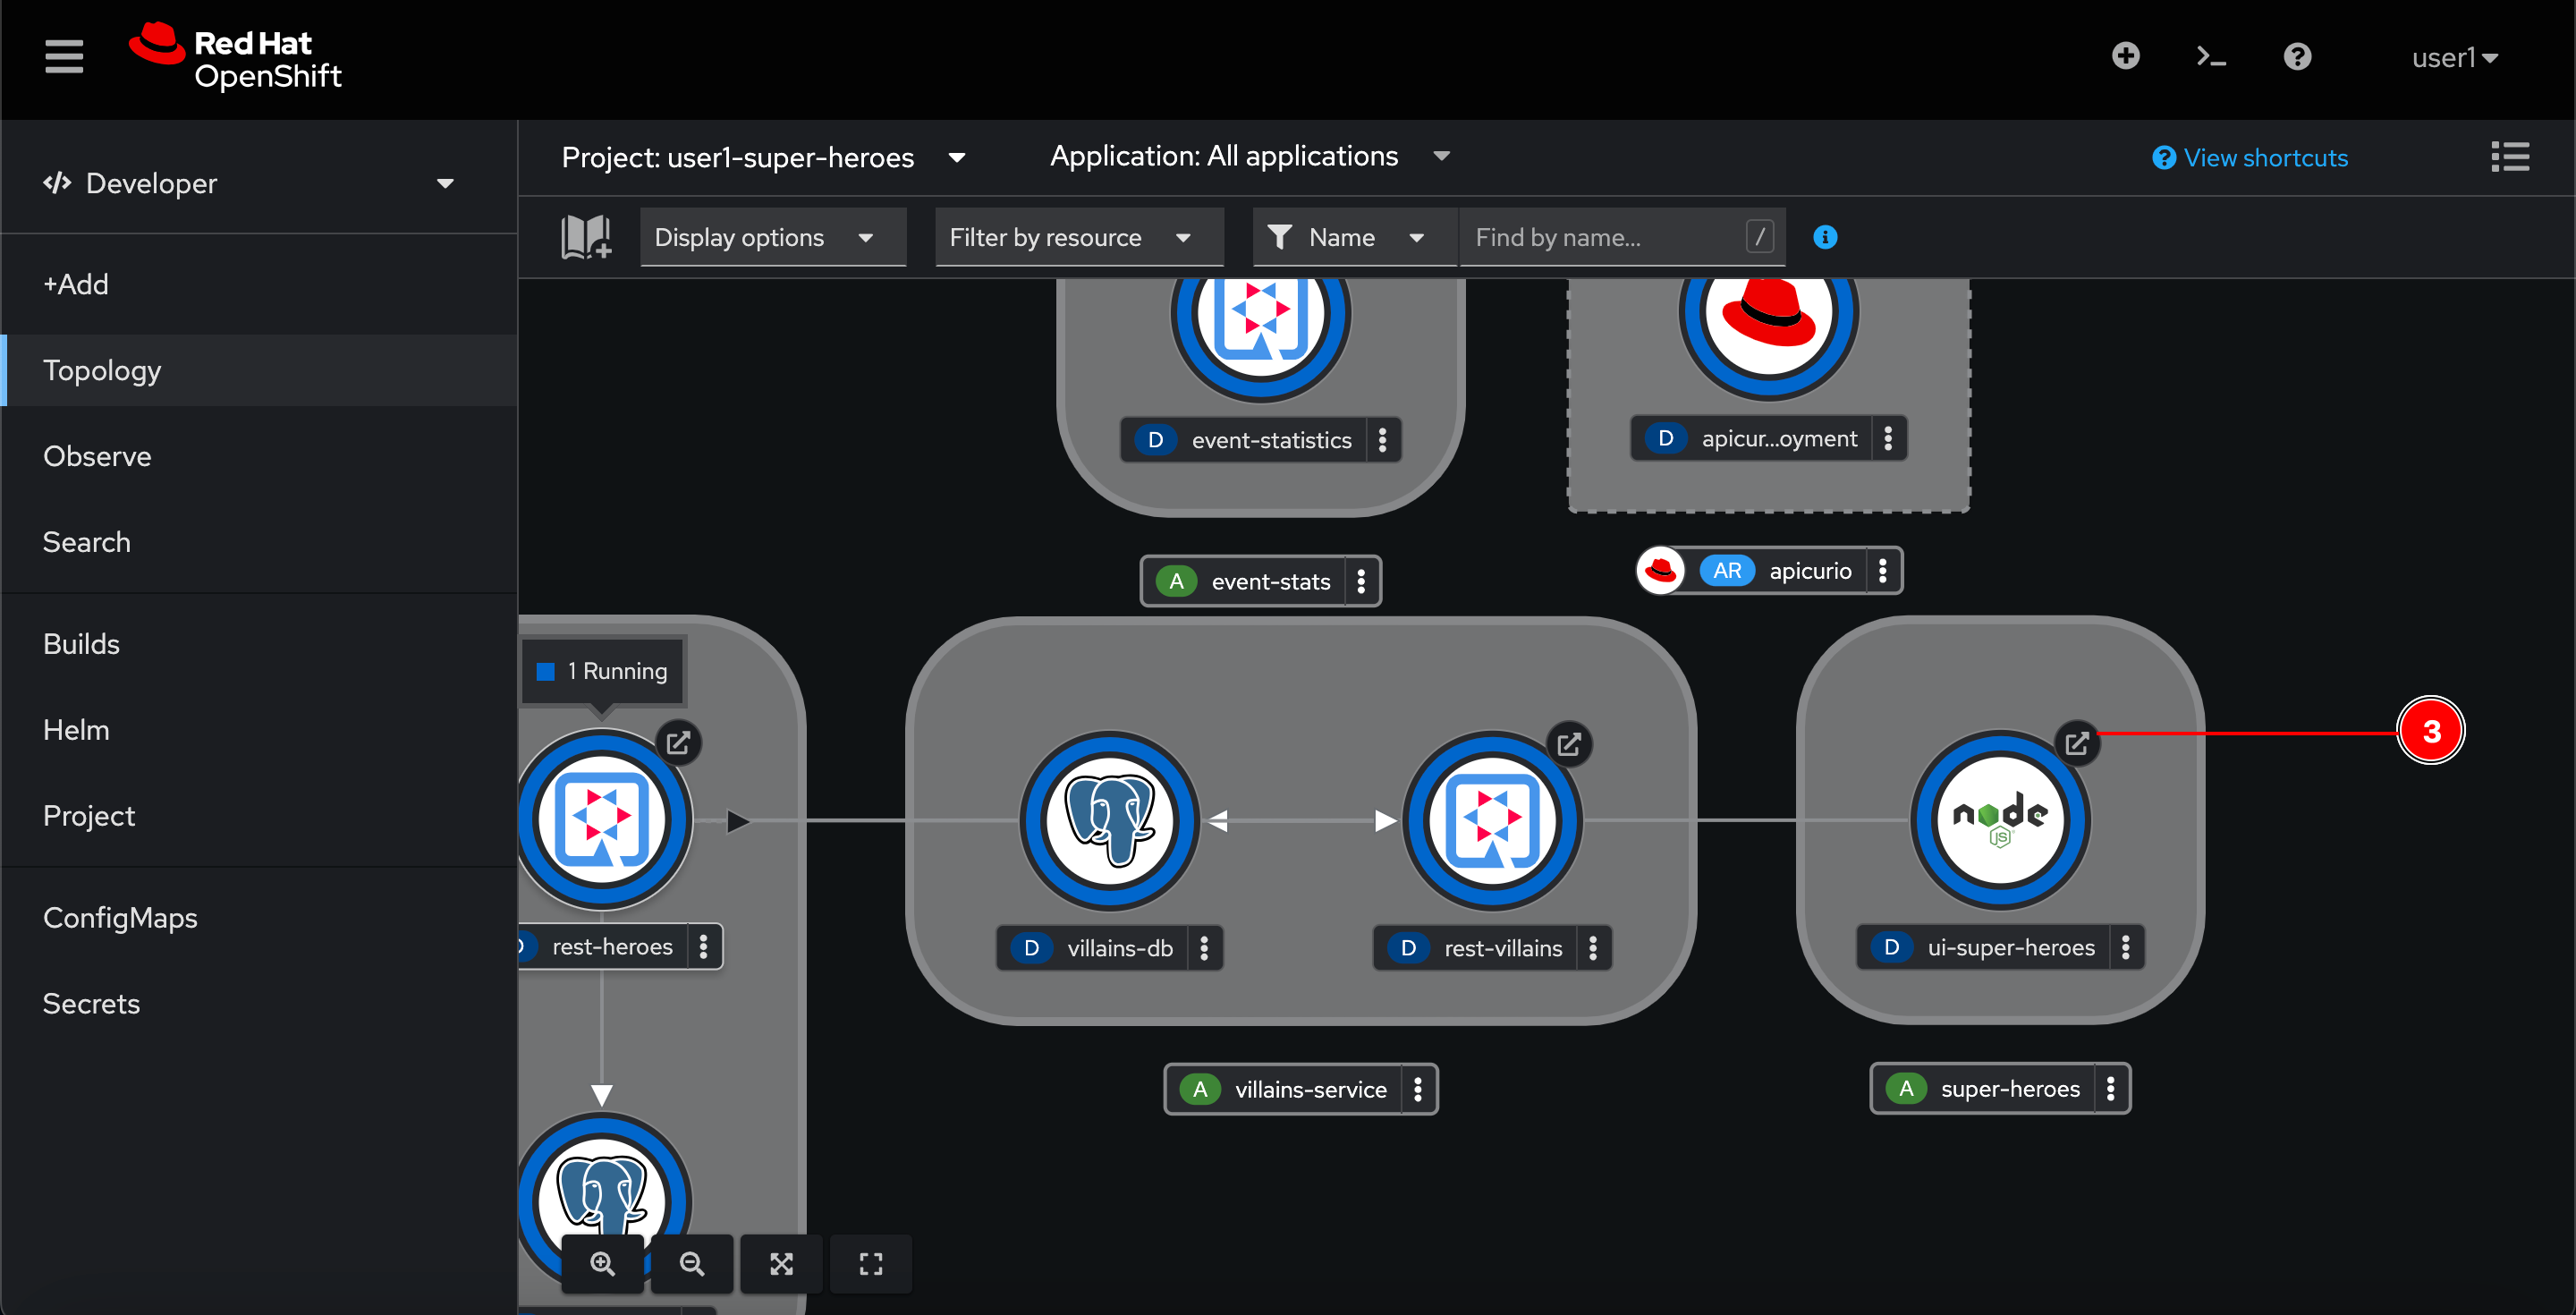 Red Hat
OpenShift
user1
</> Developer
Project: user1-super-heroes
Application: All applications
View shortcuts
Display options
Filter by resource
Name
Find by name...
/
+Add
Topology
Observe
Search
Builds
Helm
Project
ConfigMaps
Secrets
D event-statistics
D apicur...oyment
A event-stats
AR apicurio
1 Running
3
node
JS
D rest-heroes
D villains-db
D rest-villains
D ui-super-heroes
A villains-service
A super-heroes